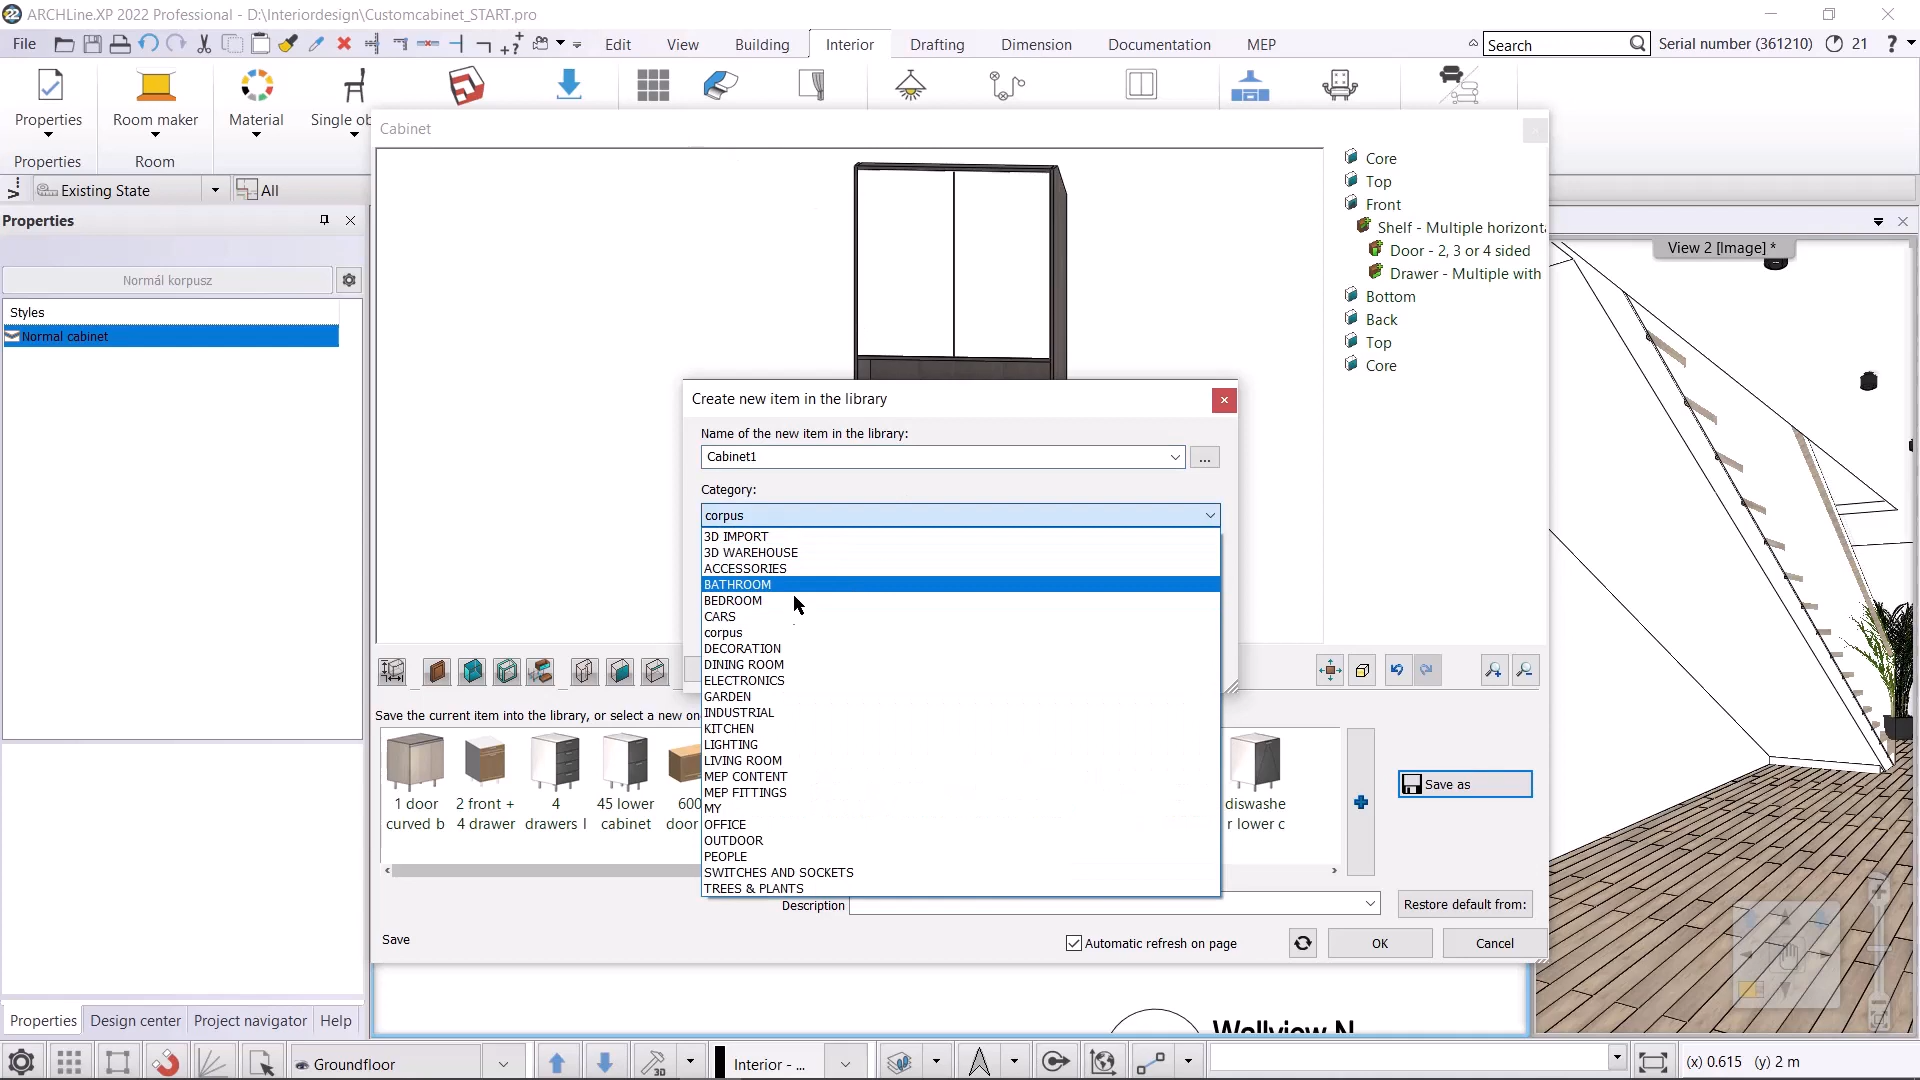 ARCHLine.XP 2022 Professional - D:\Interiordesign\Customcabinet_START.pro
File Edit View Building Interior Drafting Dimension Documentation MEP Search Serial number (361210) 21 ?
Properties Room maker Material Single ob
Properties Room
Existing State All
Cabinet
Properties
Normál korpusz
Styles
Normal cabinet
Core
Top
Front
Shelf - Multiple horizont
Door - 2, 3 or 4 sided
Drawer - Multiple with
Bottom
Back
Top
Core
View 2 [Image] *
Create new item in the library
Name of the new item in the library:
Cabinet1
...
Category:
corpus
3D IMPORT
3D WAREHOUSE
ACCESSORIES
BATHROOM
BEDROOM
CARS
corpus
DECORATION
DINING ROOM
ELECTRONICS
GARDEN
INDUSTRIAL
KITCHEN
LIGHTING
LIVING ROOM
MEP CONTENT
MEP FITTINGS
MY
OFFICE
OUTDOOR
PEOPLE
SWITCHES AND SOCKETS
TREES & PLANTS
Save the current item into the library, or select a new on
1 door
curved b
2 front +
4 drawer
4
drawers l
45 lower
cabinet
600
door
diswashe
r lower c
Save as
Description
Restore default from:
Save
Automatic refresh on page
OK
Cancel
Wallview N
Properties Design center Project navigator Help
Groundfloor
3D
Interior - ...
(x) 0.615 (y) 2 m